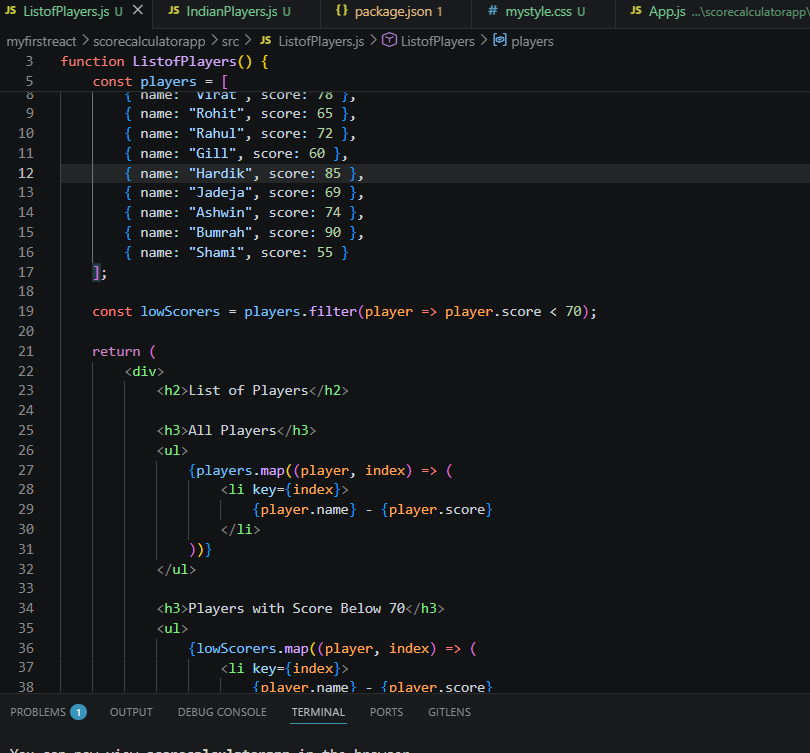 JS ListofPlayers.js U × JS IndianPlayers.js U {} package.json 1 # mystyle.css U JS App.js ...\scorecalculatorapp
myfirstreact > scorecalculatorapp > src > JS ListofPlayers.js > ListofPlayers > players
3 function ListofPlayers() {
5 const players = [
8 { name: "Virat", score: 78 },
9 { name: "Rohit", score: 65 },
10 { name: "Rahul", score: 72 },
11 { name: "Gill", score: 60 },
12 { name: "Hardik", score: 85 },
13 { name: "Jadeja", score: 69 },
14 { name: "Ashwin", score: 74 },
15 { name: "Bumrah", score: 90 },
16 { name: "Shami", score: 55 }
17 ];
18
19 const lowScorers = players.filter(player => player.score < 70);
20
21 return (
22 <div>
23 <h2>List of Players</h2>
24
25 <h3>All Players</h3>
26 <ul>
27 {players.map((player, index) => (
28 <li key={index}>
29 {player.name} - {player.score}
30 </li>
31 ))}
32 </ul>
33
34 <h3>Players with Score Below 70</h3>
35 <ul>
36 {lowScorers.map((player, index) => (
37 <li key={index}>
38 {player.name} - {player.score}
PROBLEMS 1 OUTPUT DEBUG CONSOLE TERMINAL PORTS GITLENS
You can now view scorecalculatorapp in the browser.